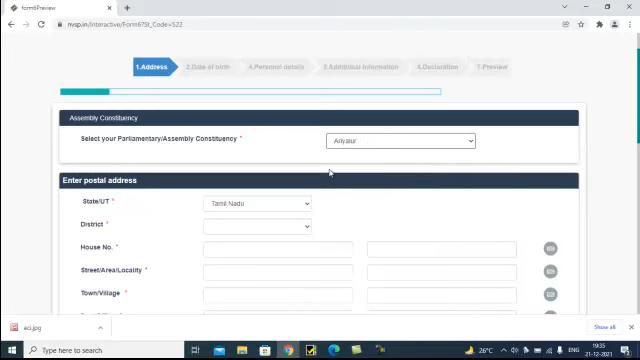 form6Preview
nvsp.in/Interactive/Form6?St_Code=S22
1.Address 2.Date of birth 4.Personal details 3.Additional Information 6.Declaration 7.Preview
Assembly Constituency
Select your Parliamentary/Assembly Constituency *
Ariyalur
Enter postal address
State/UT *
Tamil Nadu
District *
House No. *
Street/Area/Locality *
Town/Village *
eci.jpg
Show all
Type here to search
26°C
ENG
19:35
21-12-2021